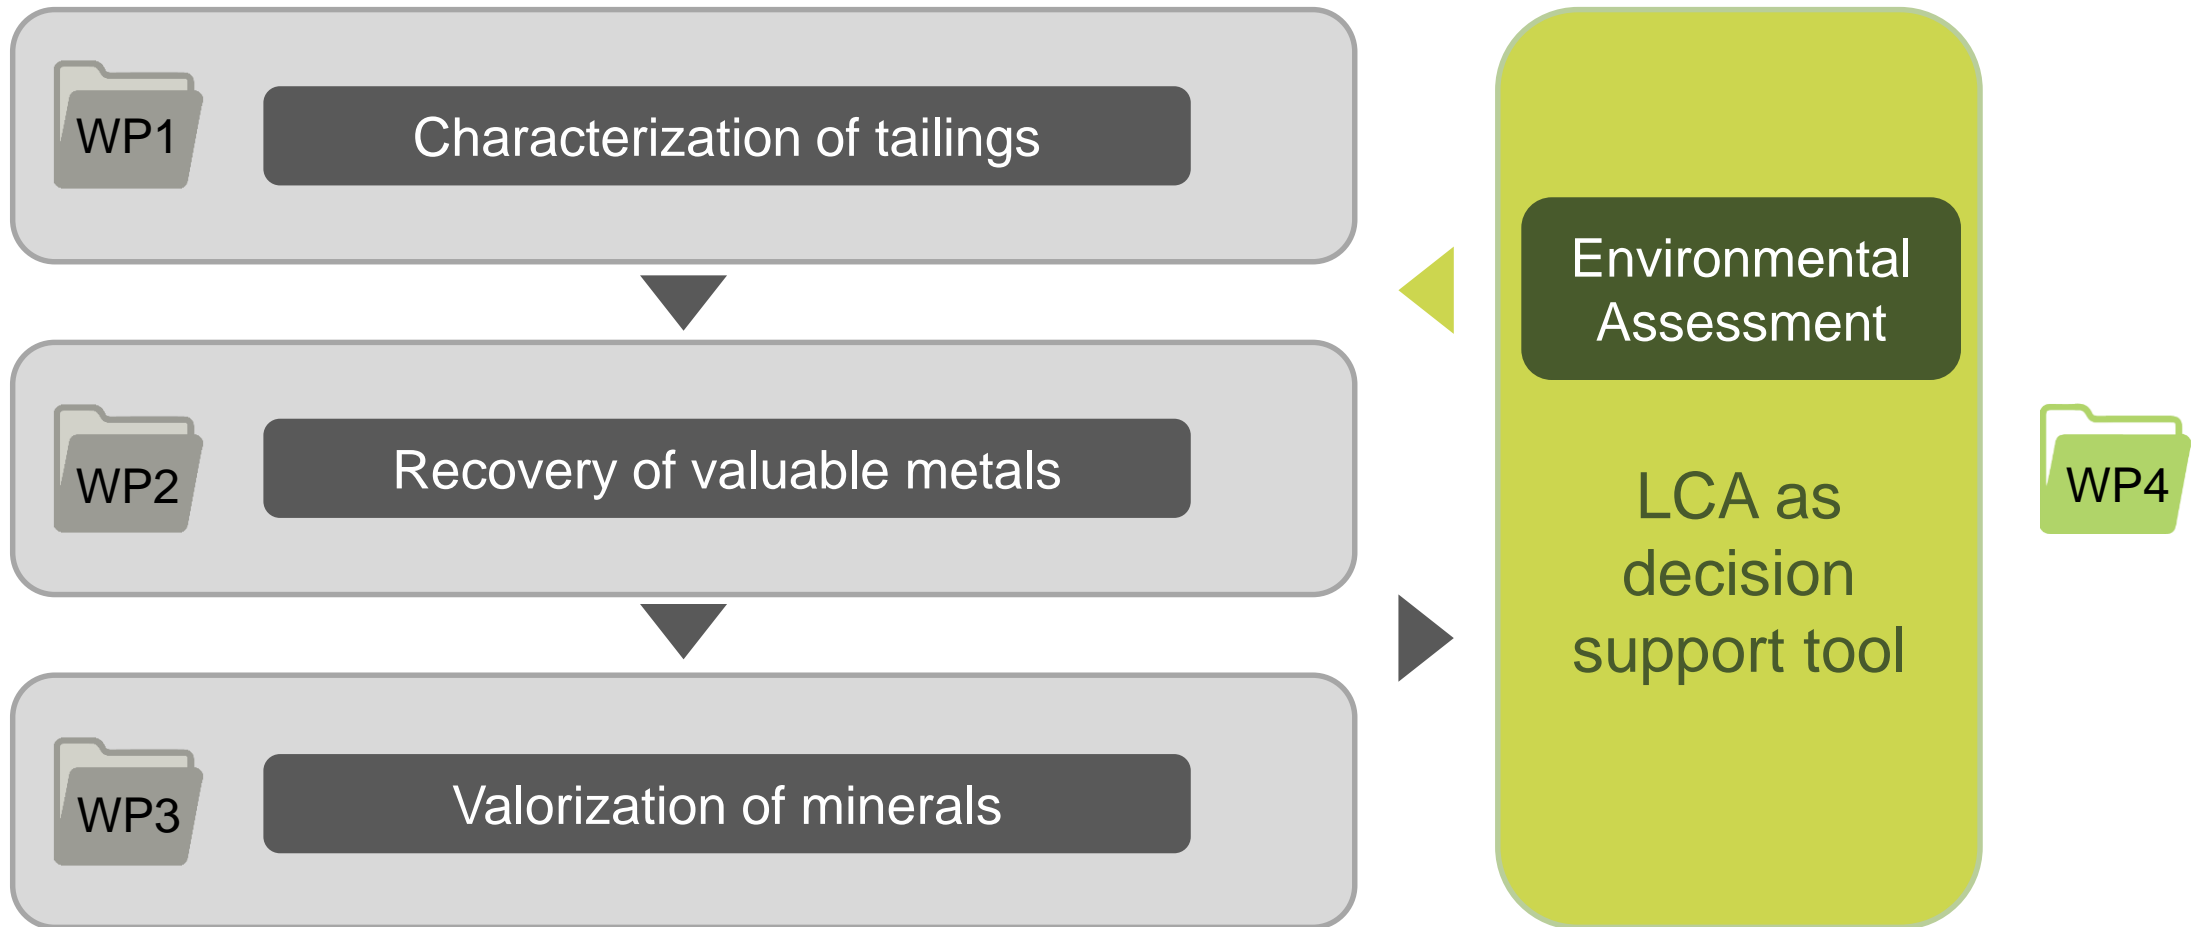 WP1
Characterization of tailings
WP2
Recovery of valuable metals
WP3
Valorization of minerals
Environmental
Assessment
LCA as
decision
support tool
WP4